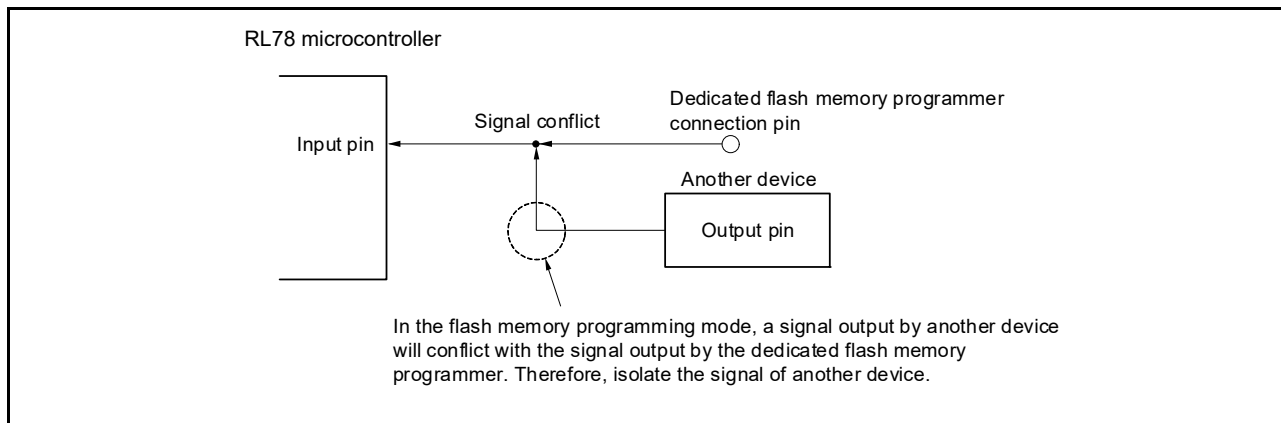 RL78 microcontroller
Dedicated flash memory programmer
connection pin
Signal conflict
Input pin
Another device
Output pin
In the flash memory programming mode, a signal output by another device
will conflict with the signal output by the dedicated flash memory
programmer. Therefore, isolate the signal of another device.